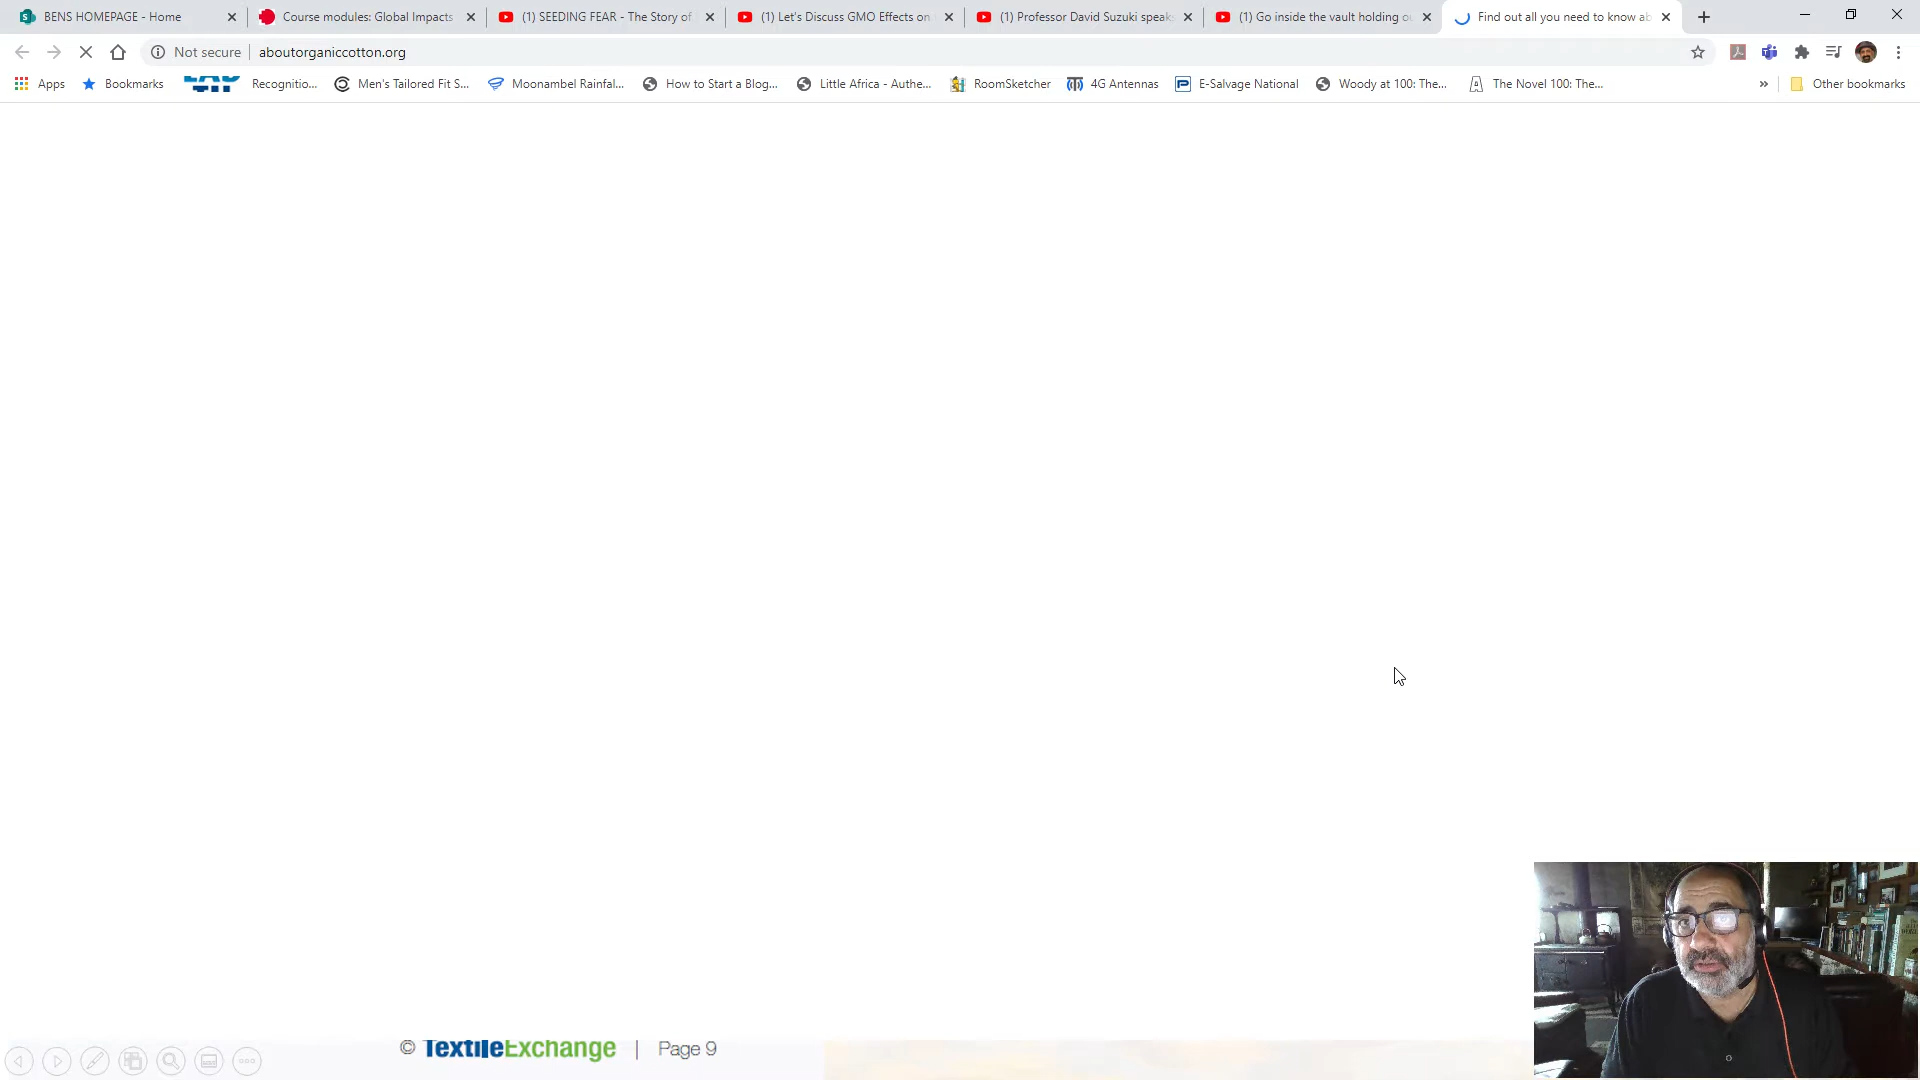 BENS HOMEPAGE - Home
Course modules: Global Impacts
(1) SEEDING FEAR - The Story of
(1) Let's Discuss GMO Effects on
(1) Professor David Suzuki speak
(1) Go inside the vault holding ou
Find out all you need to know ab
Not secure
aboutorganiccotton.org
Apps
Bookmarks
Recognitio...
Men's Tailored Fit S...
Moonambel Rainfal...
How to Start a Blog...
Little Africa - Authe...
RoomSketcher
4G Antennas
E-Salvage National
Woody at 100: The...
The Novel 100: The...
»
Other bookmarks
© TextileExchange | Page 9